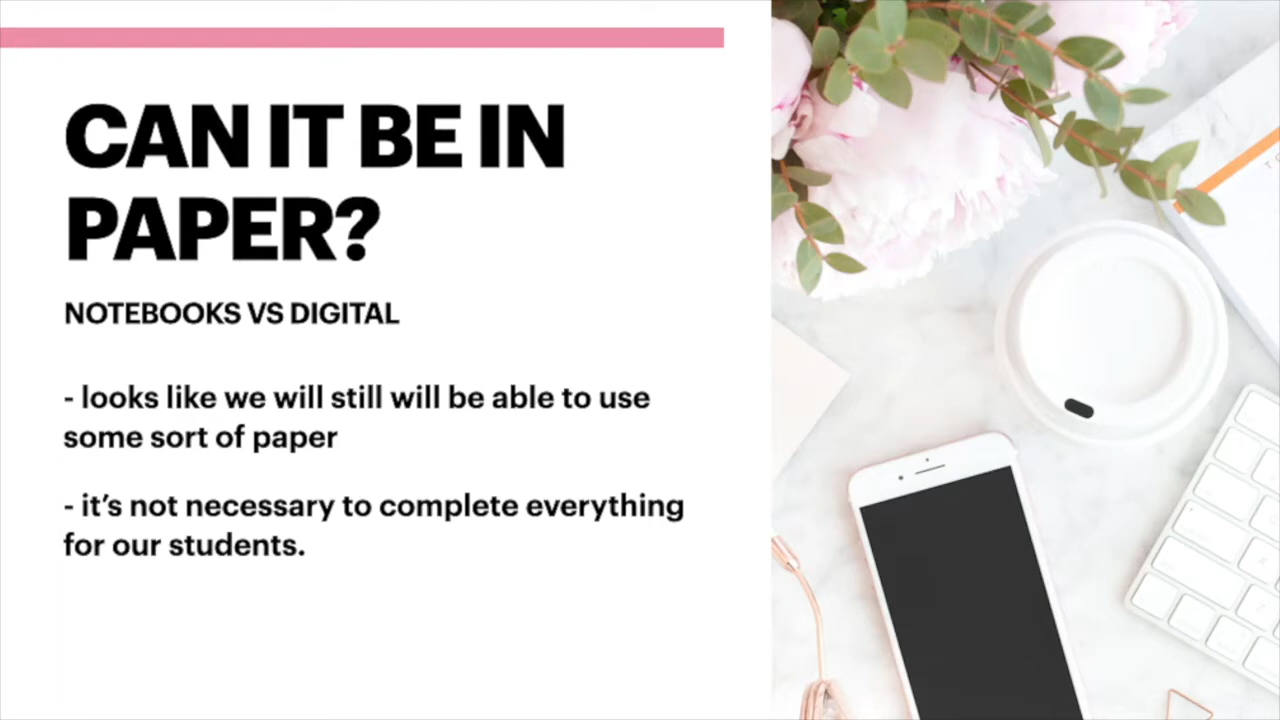 CAN IT BE IN
PAPER?
NOTEBOOKS VS DIGITAL
- looks like we will still will be able to use
some sort of paper
- it’s not necessary to complete everything
for our students.